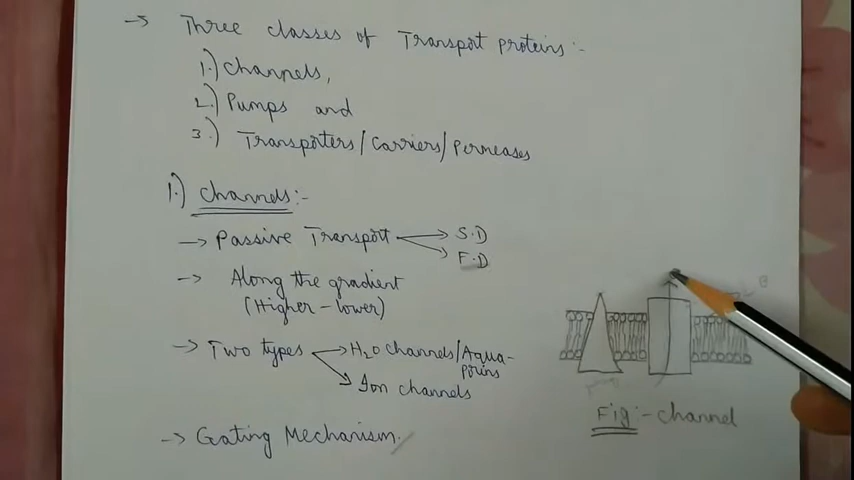 → Three classes of Transport proteins:-
1.) Channels,
2.) Pumps and
3.) Transporters/Carriers/Permeases
1.) Channels:-
→ Passive Transport → S.D
→ F.D
→ Along the gradient
(Higher - lower)
→ Two types → H2O channels/Aqua-
porins
→ Ion channels
→ Gating Mechanism.
Fig:- channel